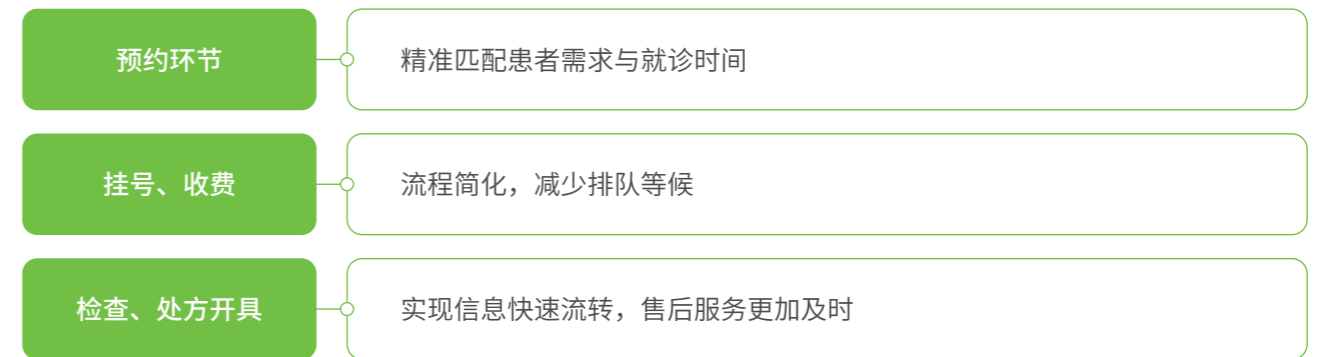 预约环节
精准匹配患者需求与就诊时间
挂号、收费
流程简化，减少排队等候
检查、处方开具
实现信息快速流转，售后服务更加及时